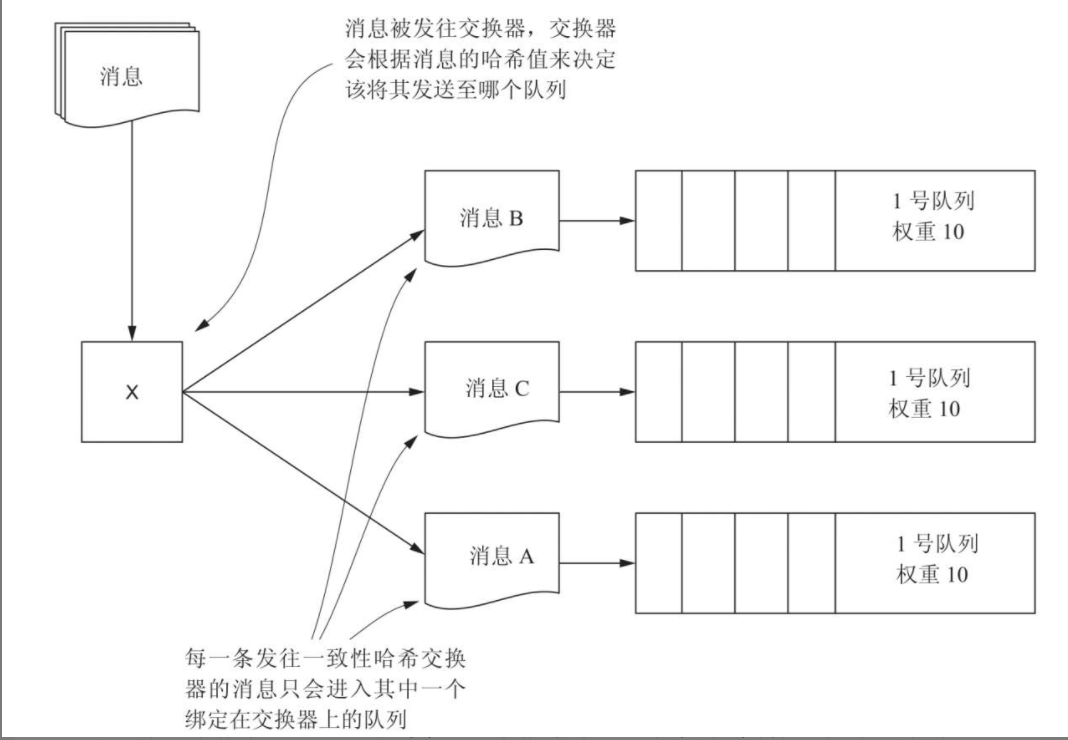 消息
消息被发往交换器，交换器
会根据消息的哈希值来决定
该将其发送至哪个队列
X
消息 B
1 号队列
权重 10
消息 C
1 号队列
权重 10
消息 A
1 号队列
权重 10
每一条发往一致性哈希交换
器的消息只会进入其中一个
绑定在交换器上的队列